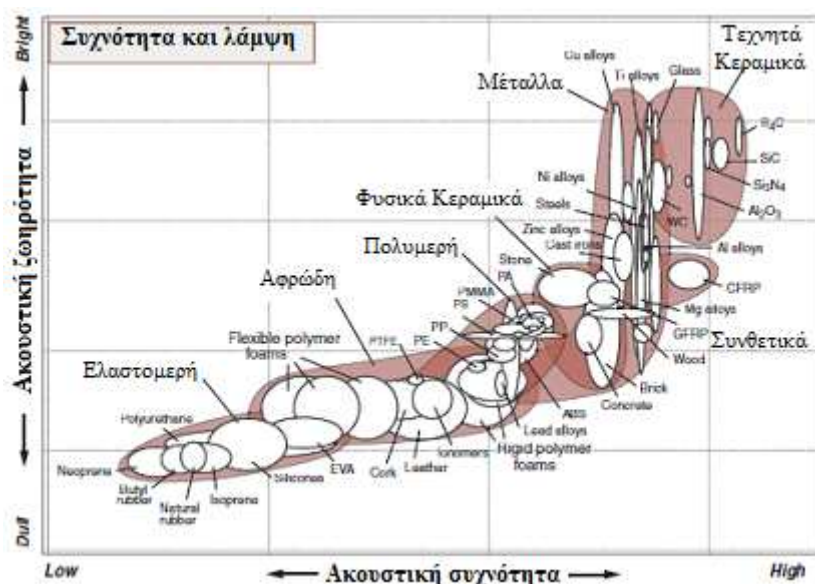 Bright
Συχνότητα και λάμψη
Cu alloys
Ti alloys
Glass
Τεχνητά
Κεραμικά
Μέταλλα
B4C
SiC
Si3N4
Al2O3
Ni alloys
Steels
WC
Φυσικά Κεραμικά
Zinc alloys
Cast irons
Al alloys
Πολυμερή
Stone
PA
PMMA
PS
CFRP
Mg alloys
GFRP
Συνθετικά
Wood
Αφρώδη
Flexible polymer
foams
PTFE
PP
PE
Ελαστομερή
Brick
Concrete
ABS
Lead alloys
Rigid polymer
foams
Ionomers
Leather
Cork
EVA
Silicones
Polyurethane
Neoprene
Butyl
rubber
Natural
rubber
Isoprene
Ακουστική ζωηρότητα
Dull
Low
Ακουστική συχνότητα
High